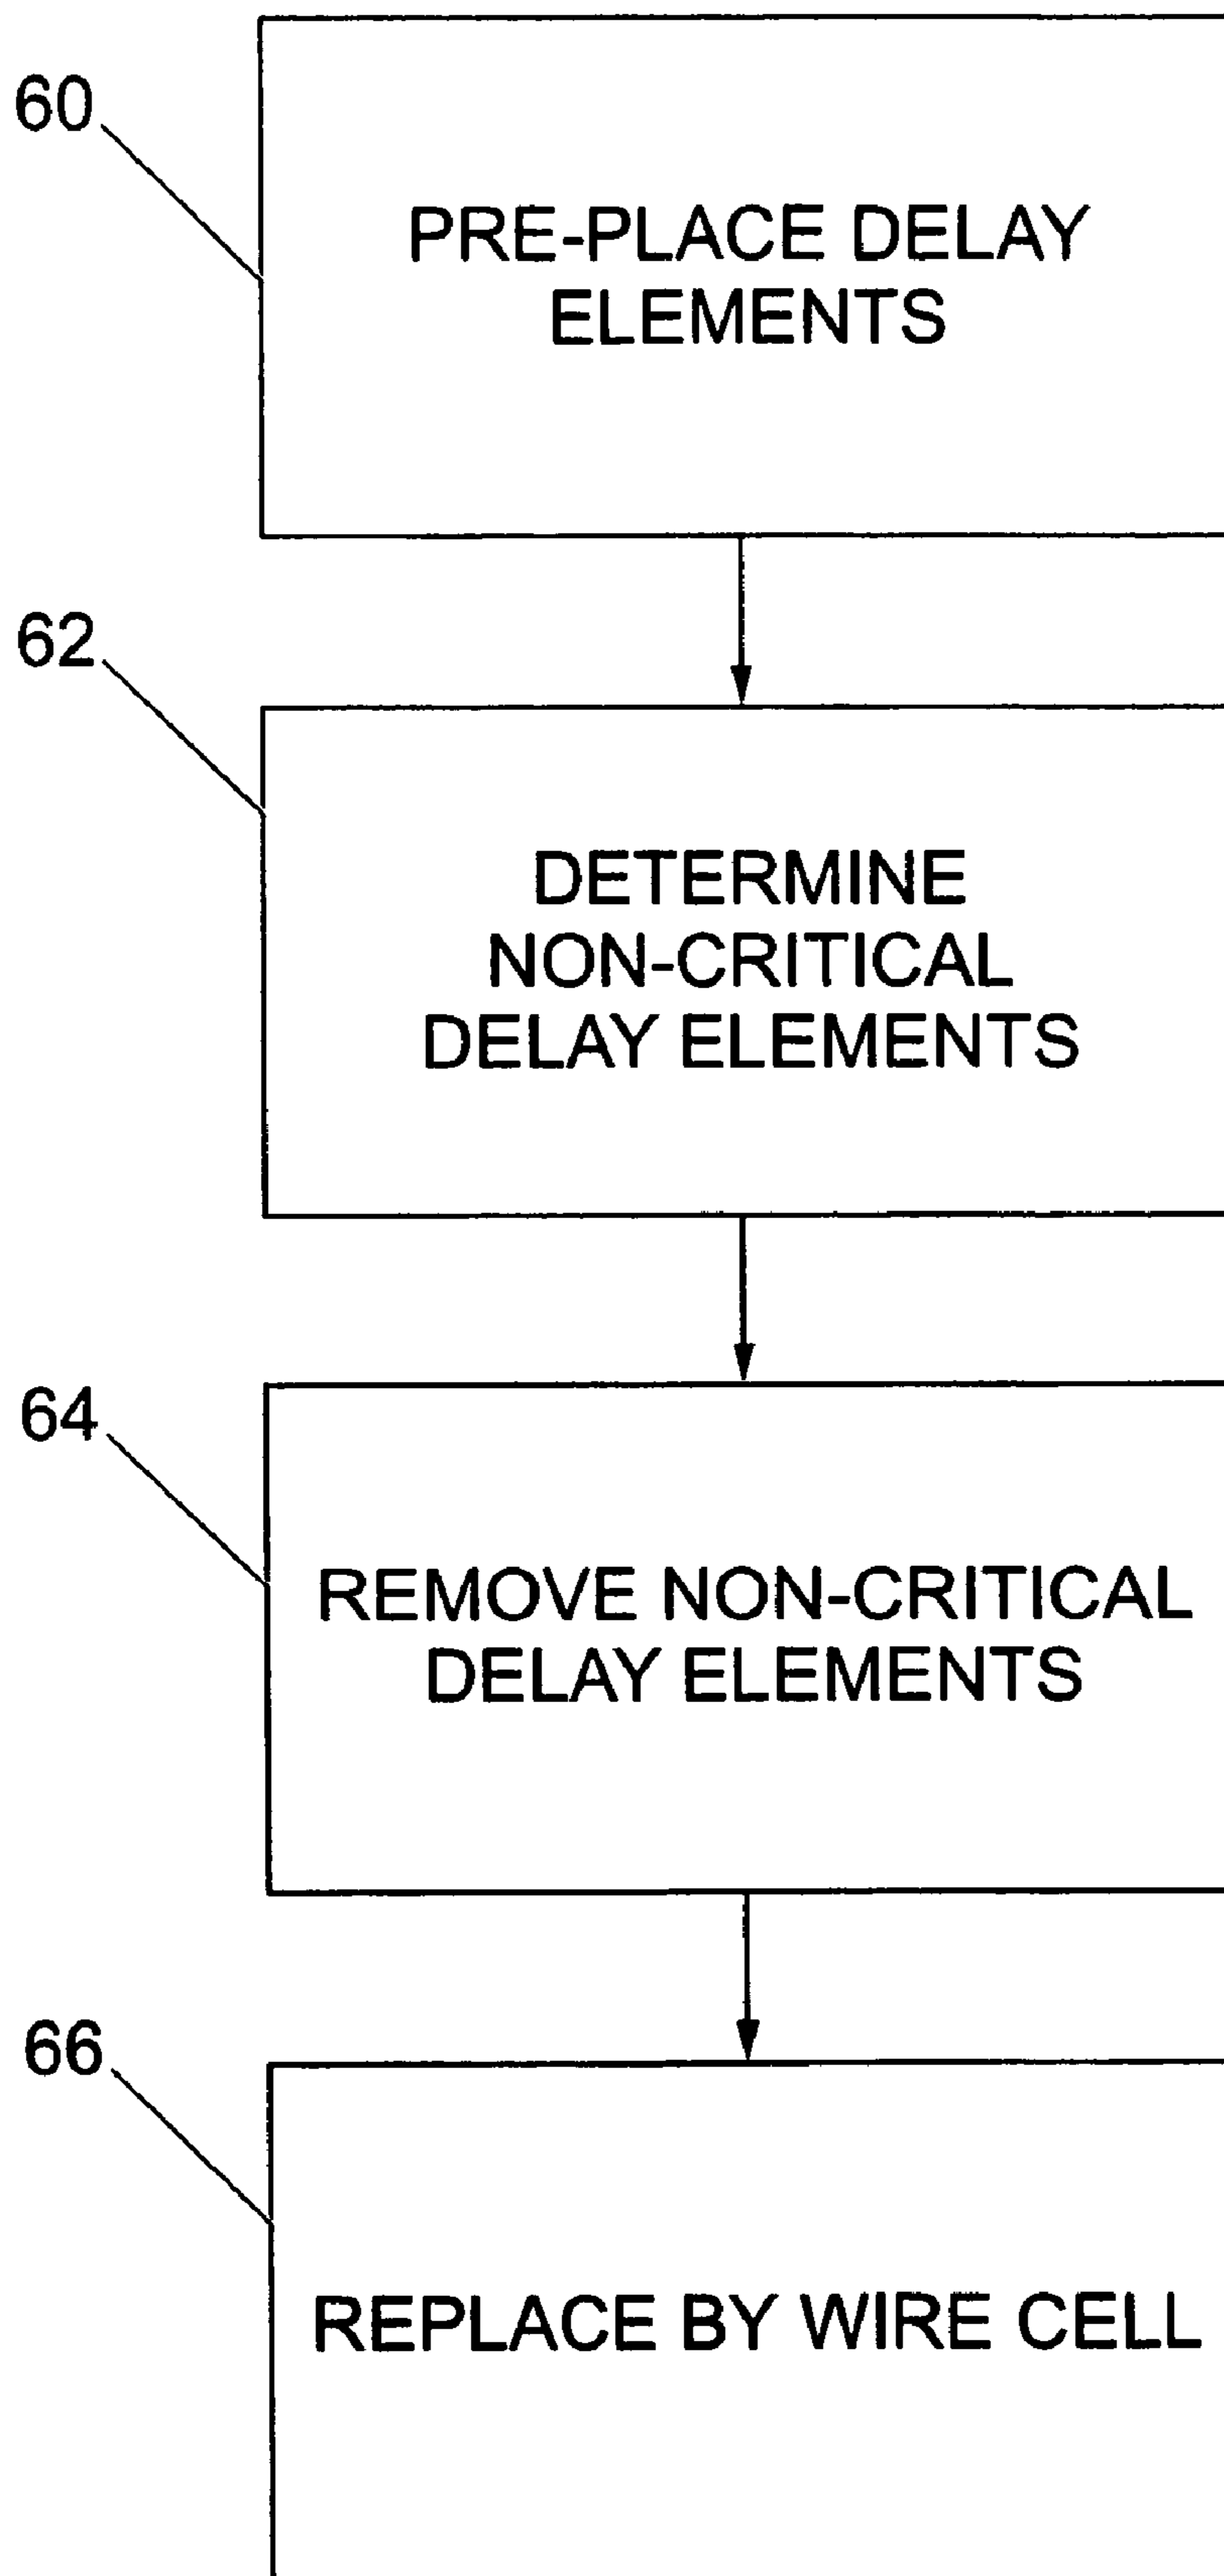 60
PRE-PLACE DELAY
ELEMENTS
62
DETERMINE
NON-CRITICAL
DELAY ELEMENTS
64
REMOVE NON-CRITICAL
DELAY ELEMENTS
66
REPLACE BY WIRE CELL